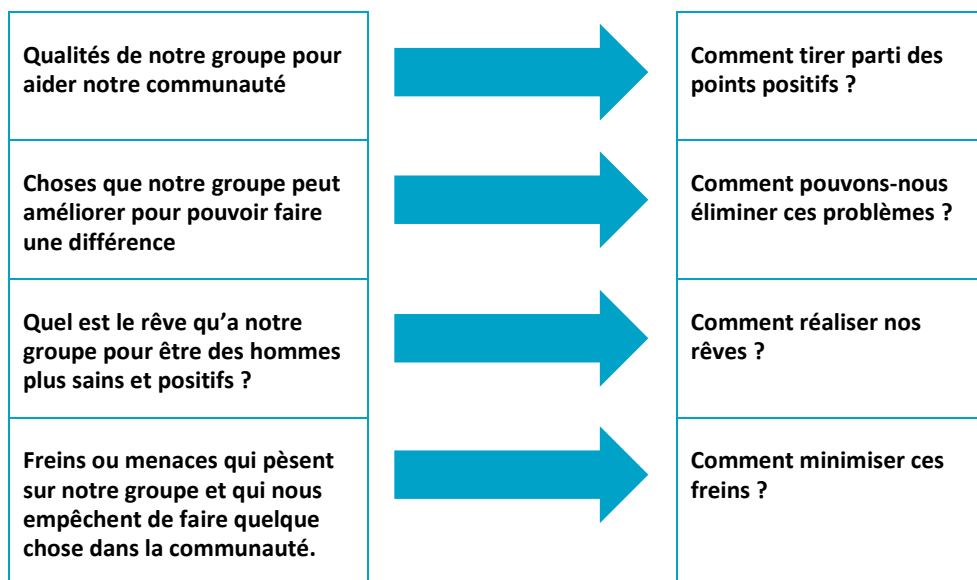 Qualités de notre groupe pour
aider notre communauté
Comment tirer parti des
points positifs ?
Choses que notre groupe peut
améliorer pour pouvoir faire
une différence
Comment pouvons-nous
éliminer ces problèmes ?
Quel est le rêve qu’a notre
groupe pour être des hommes
plus sains et positifs ?
Comment réaliser nos
rêves ?
Freins ou menaces qui pèsent
sur notre groupe et qui nous
empêchent de faire quelque
chose dans la communauté.
Comment minimiser ces
freins ?